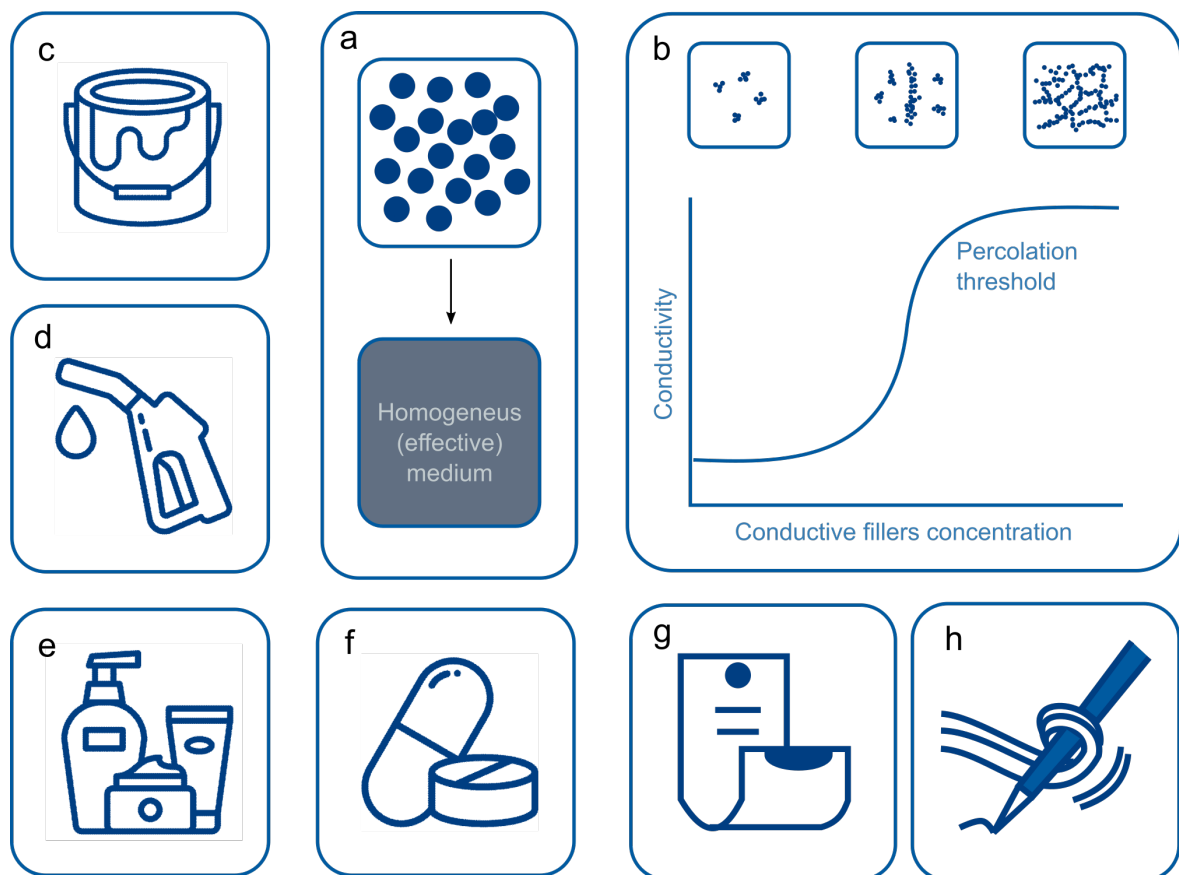 c
a
b
Percolation
threshold
Conductivity
Conductive fillers concentration
Homogeneus
(effective)
medium
d
e
f
g
h